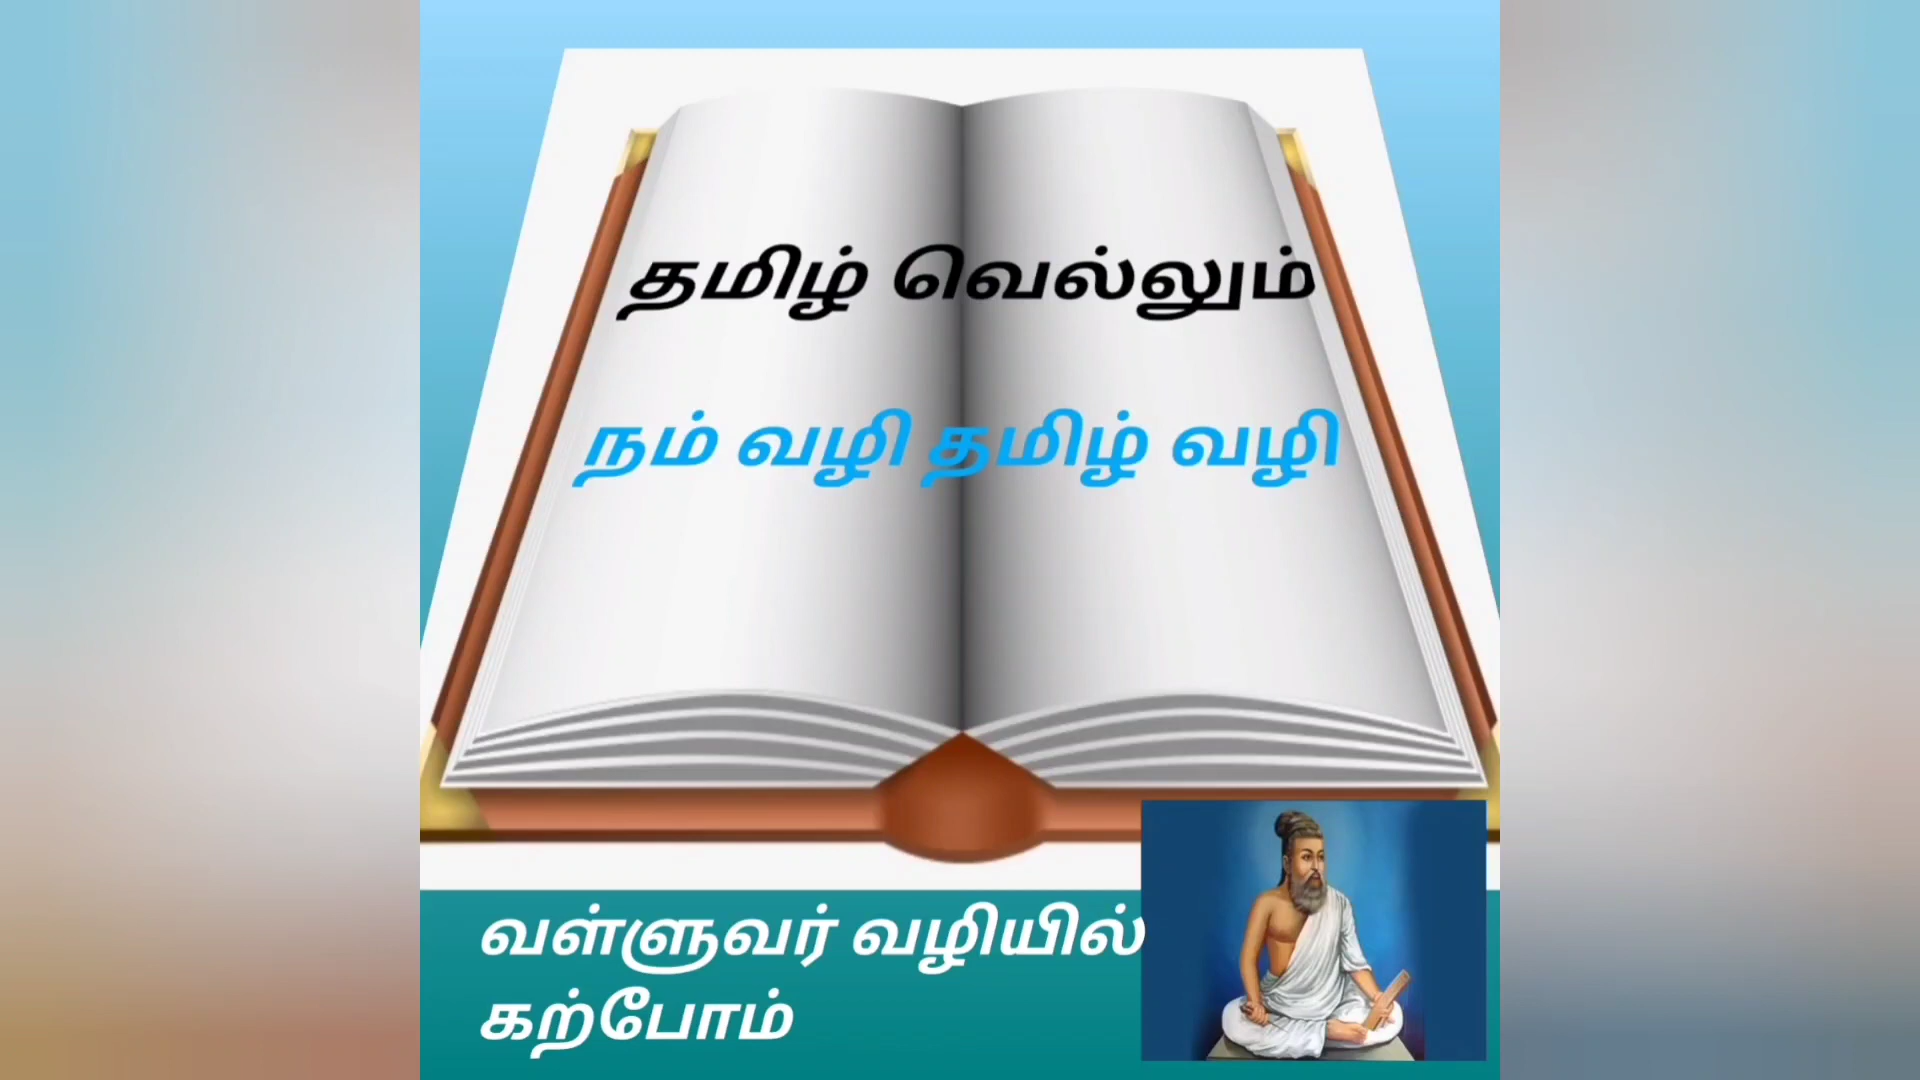 தமிழ் வெல்லும்
நம் வழி தமிழ் வழி
வள்ளுவர் வழியில்
கற்போம்